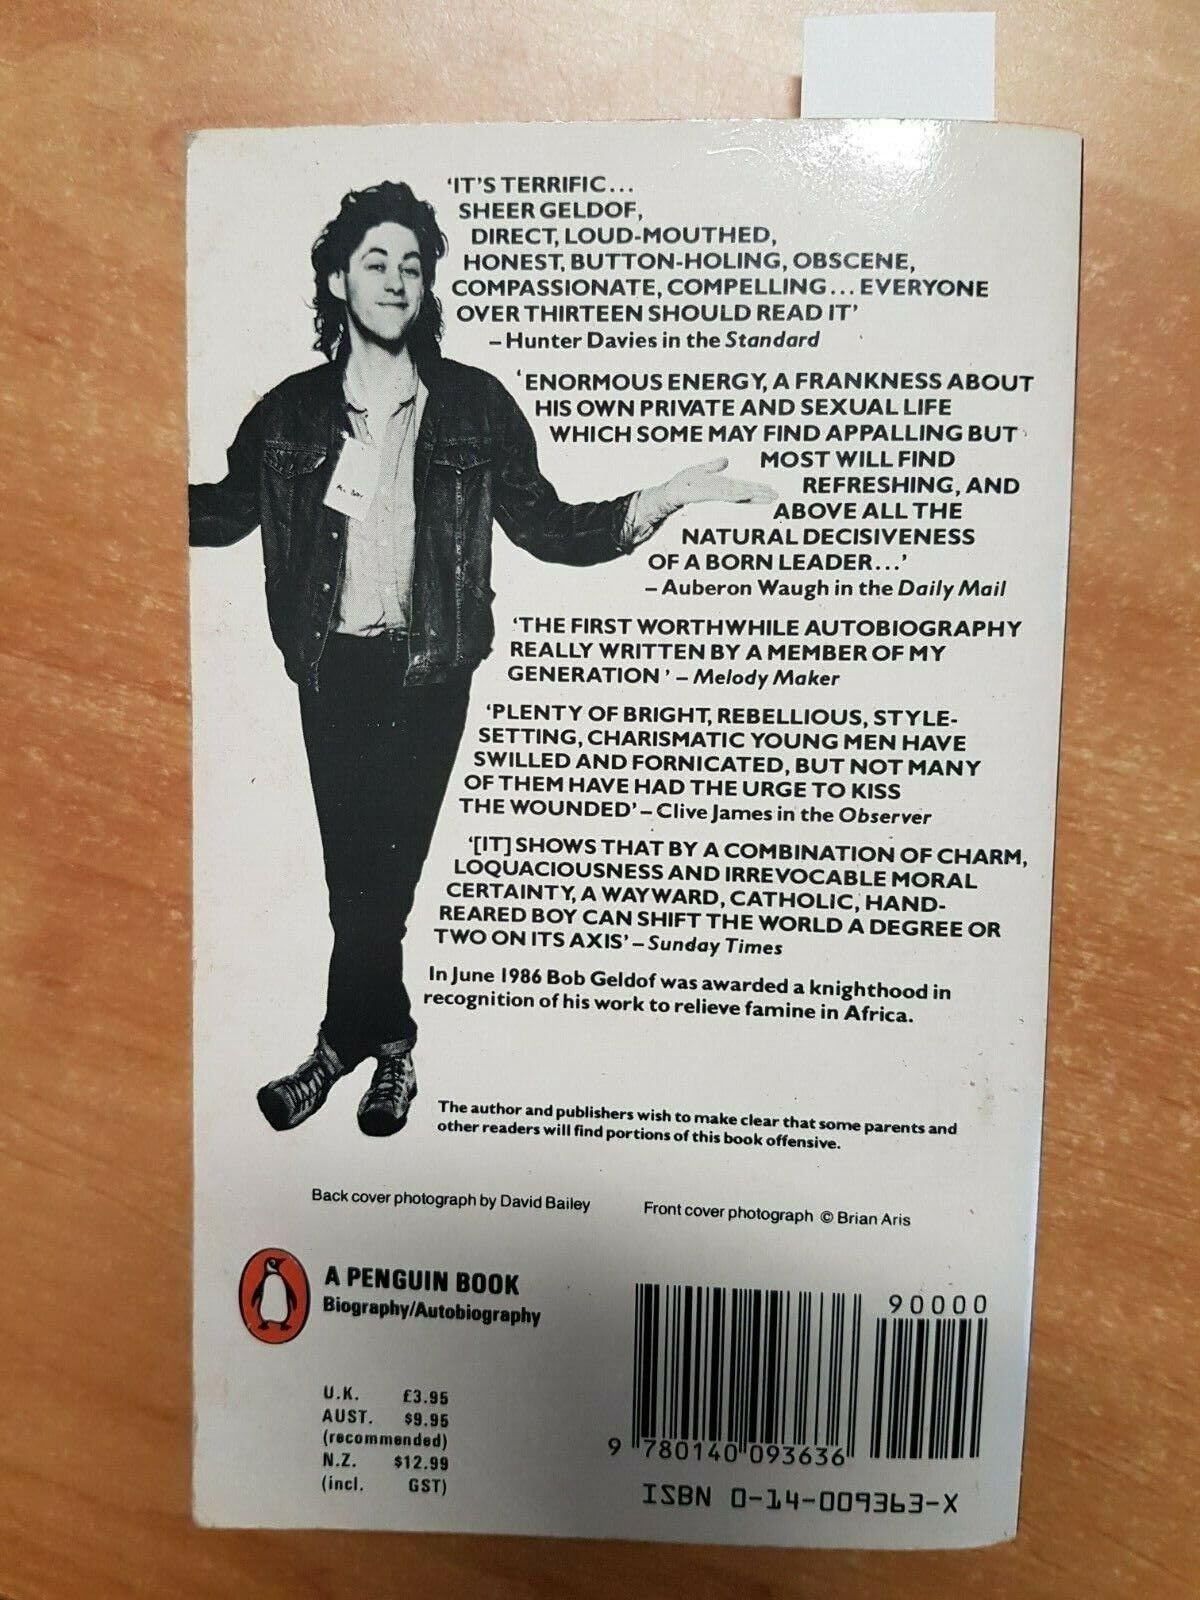 ‘IT'S TERRIFIC...
SHEER GELDOF,
DIRECT, LOUD-MOUTHED,
HONEST, BUTTON-HOLING, OBSCENE,
COMPASSIONATE, COMPELLING... EVERYONE
OVER THIRTEEN SHOULD READ IT’
– Hunter Davies in the Standard
‘ENORMOUS ENERGY, A FRANKNESS ABOUT
HIS OWN PRIVATE AND SEXUAL LIFE
WHICH SOME MAY FIND APPALLING BUT
MOST WILL FIND
REFRESHING, AND
ABOVE ALL THE
NATURAL DECISIVENESS
OF A BORN LEADER...’
– Auberon Waugh in the Daily Mail
‘THE FIRST WORTHWHILE AUTOBIOGRAPHY
REALLY WRITTEN BY A MEMBER OF MY
GENERATION’ – Melody Maker
‘PLENTY OF BRIGHT, REBELLIOUS, STYLE-
SETTING, CHARISMATIC YOUNG MEN HAVE
SWILLED AND FORNICATED, BUT NOT MANY
OF THEM HAVE HAD THE URGE TO KISS
THE WOUNDED’ – Clive James in the Observer
‘[IT] SHOWS THAT BY A COMBINATION OF CHARM,
LOQUACIOUSNESS AND IRREVOCABLE MORAL
CERTAINTY, A WAYWARD, CATHOLIC, HAND-
REARED BOY CAN SHIFT THE WORLD A DEGREE OR
TWO ON ITS AXIS’ – Sunday Times
In June 1986 Bob Geldof was awarded a knighthood in
recognition of his work to relieve famine in Africa.
The author and publishers wish to make clear that some parents and
other readers will find portions of this book offensive.
Back cover photograph by David Bailey
Front cover photograph © Brian Aris
A PENGUIN BOOK
Biography/Autobiography
U.K. £3.95
AUST. $9.95
(recommended)
N.Z. $12.99
(incl. GST)
90000
9 780140 093636
ISBN 0-14-009363-X